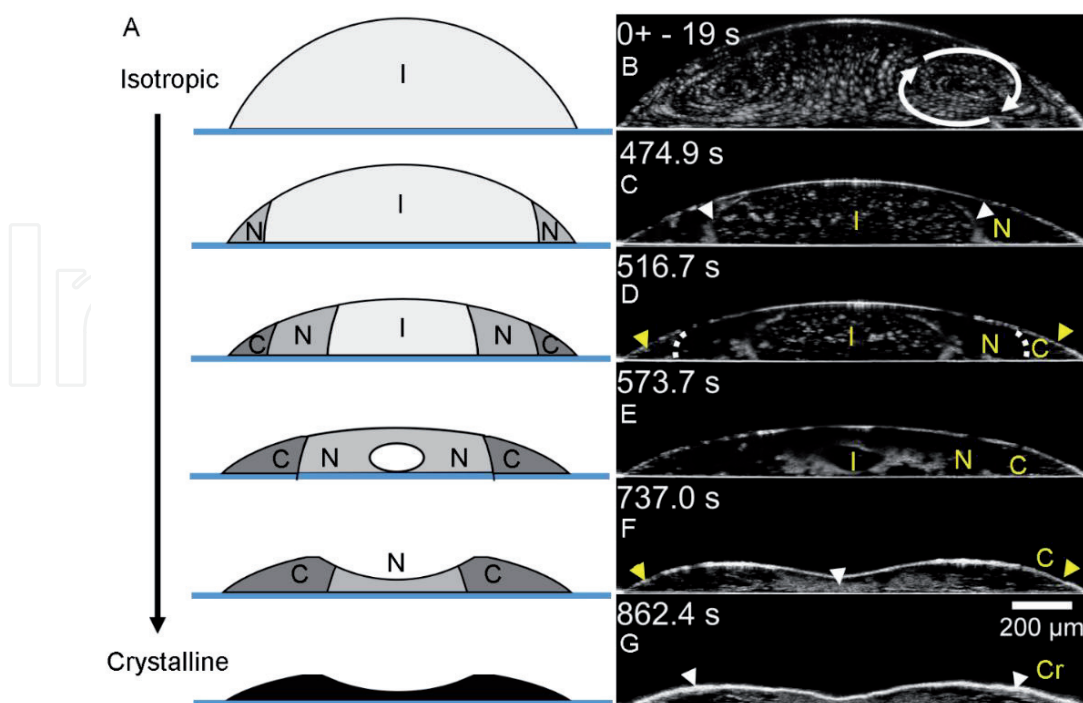 A
Isotropic
I
N
I
N
C
N
I
N
C
C
N
N
C
C
N
C
Crystalline
0+ - 19 s
B
474.9 s
C
I
N
516.7 s
D
I
N
C
573.7 s
E
I
N
C
737.0 s
F
C
862.4 s
200 µm
G
Cr